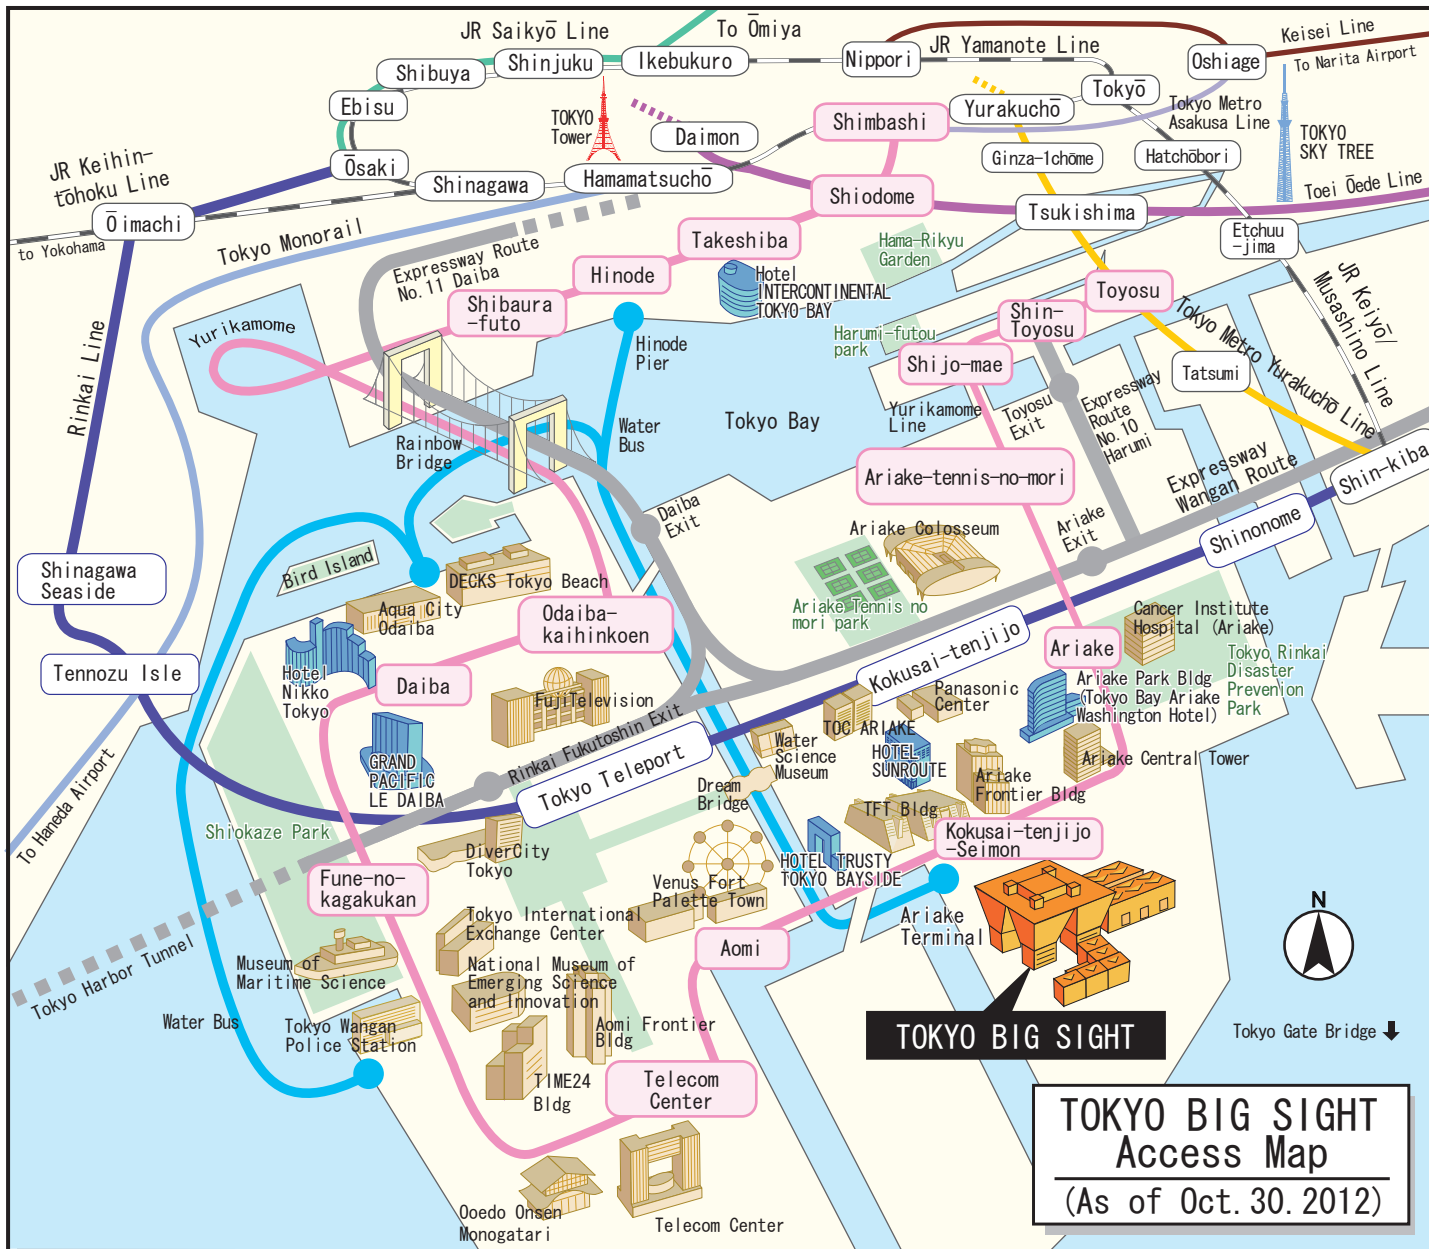 JR Saikyō Line
To Ōmiya
JR Yamanote Line
Keisei Line
To Narita Airport
Shibuya
Shinjuku
Ikebukuro
Nippori
Oshiage
Ebisu
TOKYO
Tower
Daimon
Shimbashi
Yurakuchō
Tokyō
Tokyo Metro
Asakusa Line
TOKYO
SKY TREE
JR Keihin-
tōhoku Line
Ōsaki
Shinagawa
Hamamatsuchō
Ginza-1chōme
Hatchōbori
Toei Ōede Line
Ōimachi
to Yokohama
Tokyo Monorail
Shiodome
Tsukishima
Etchuu
-jima
Expressway Route
No.11 Daiba
Takeshiba
Hinode
Hama-Rikyu
Garden
Hotel
INTERCONTINENTAL
TOKYO BAY
Shibaura
-futo
Toyosu
Shin-
Toyosu
JR Keiyō/
Musashino Line
Yurikamome
Rinkai Line
Hinode
Pier
Harumi-futou
park
Shijo-mae
Tokyo Metro Yurakuchō Line
Tatsumi
Yurikamome
Line
Toyosu
Exit
Expressway
Route
No.10
Harumi
Rainbow
Bridge
Water
Bus
Tokyo Bay
Ariake-tennis-no-mori
Expressway
Wangan Route
Shin-kiba
Daiba
Exit
Ariake Colosseum
Ariake
Exit
Shinonome
Shinagawa
Seaside
Bird Island
DECKS Tokyo Beach
Aqua City
Odaiba
Odaiba-
kaihinkoen
Ariake Tennis no
mori park
Kokusai-tenjijo
Ariake
Cancer Institute
Hospital (Ariake)
Tokyo Rinkai
Disaster
Prevenion
Park
Tennozu Isle
Hotel
Nikko
Tokyo
Daiba
FujiTelevision
Panasonic
Center
Ariake Park Bldg
(Tokyo Bay Ariake
Washington Hotel)
TOC ARIAKE
Rinkai Fukutoshin Exit
Tokyo Teleport
Water
Science
Museum
HOTEL
SUNROUTE
Ariake
Frontier Bldg
Ariake Central Tower
GRAND
PACIFIC
LE DAIBA
Dream
Bridge
To Haneda Airport
Shiokaze Park
DiverCity
Tokyo
TFT Bldg
Kokusai-tenjijo
-Seimon
HOTEL TRUSTY
TOKYO BAYSIDE
Fune-no-
kagakukan
Venus Fort
Palette Town
Tokyo International
Exchange Center
Aomi
Ariake
Terminal
N
Tokyo Harbor Tunnel
Museum of
Maritime Science
National Museum of
Emerging Science
and Innovation
Water Bus
Tokyo Wangan
Police Station
Aomi Frontier
Bldg
TOKYO BIG SIGHT
Tokyo Gate Bridge
TIME24
Bldg
Telecom
Center
Ooedo Onsen
Monogatari
Telecom Center
TOKYO BIG SIGHT
Access Map
(As of Oct.30.2012)